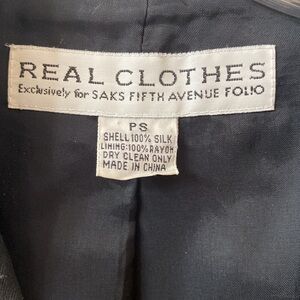 REAL CLOTHES
Exclusively for SAKS FIFTH AVENUE FOLIO
PS
SHELL:100% SILK
LINING:100% RAYON
DRY CLEAN ONLY
MADE IN CHINA